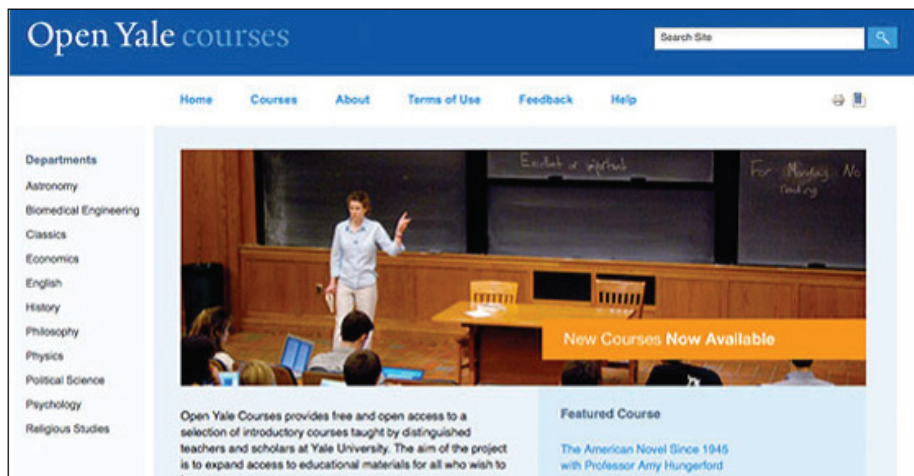 Open Yale courses
Search Site
Home Courses About Terms of Use Feedback Help
Departments
Astronomy
Biomedical Engineering
Classics
Economics
English
History
Philosophy
Physics
Political Science
Psychology
Religious Studies
For Monday No
reading
New Courses Now Available
Open Yale Courses provides free and open access to a
selection of introductory courses taught by distinguished
teachers and scholars at Yale University. The aim of the project
is to expand access to educational materials for all who wish to
Featured Course
The American Novel Since 1945
with Professor Amy Hungerford